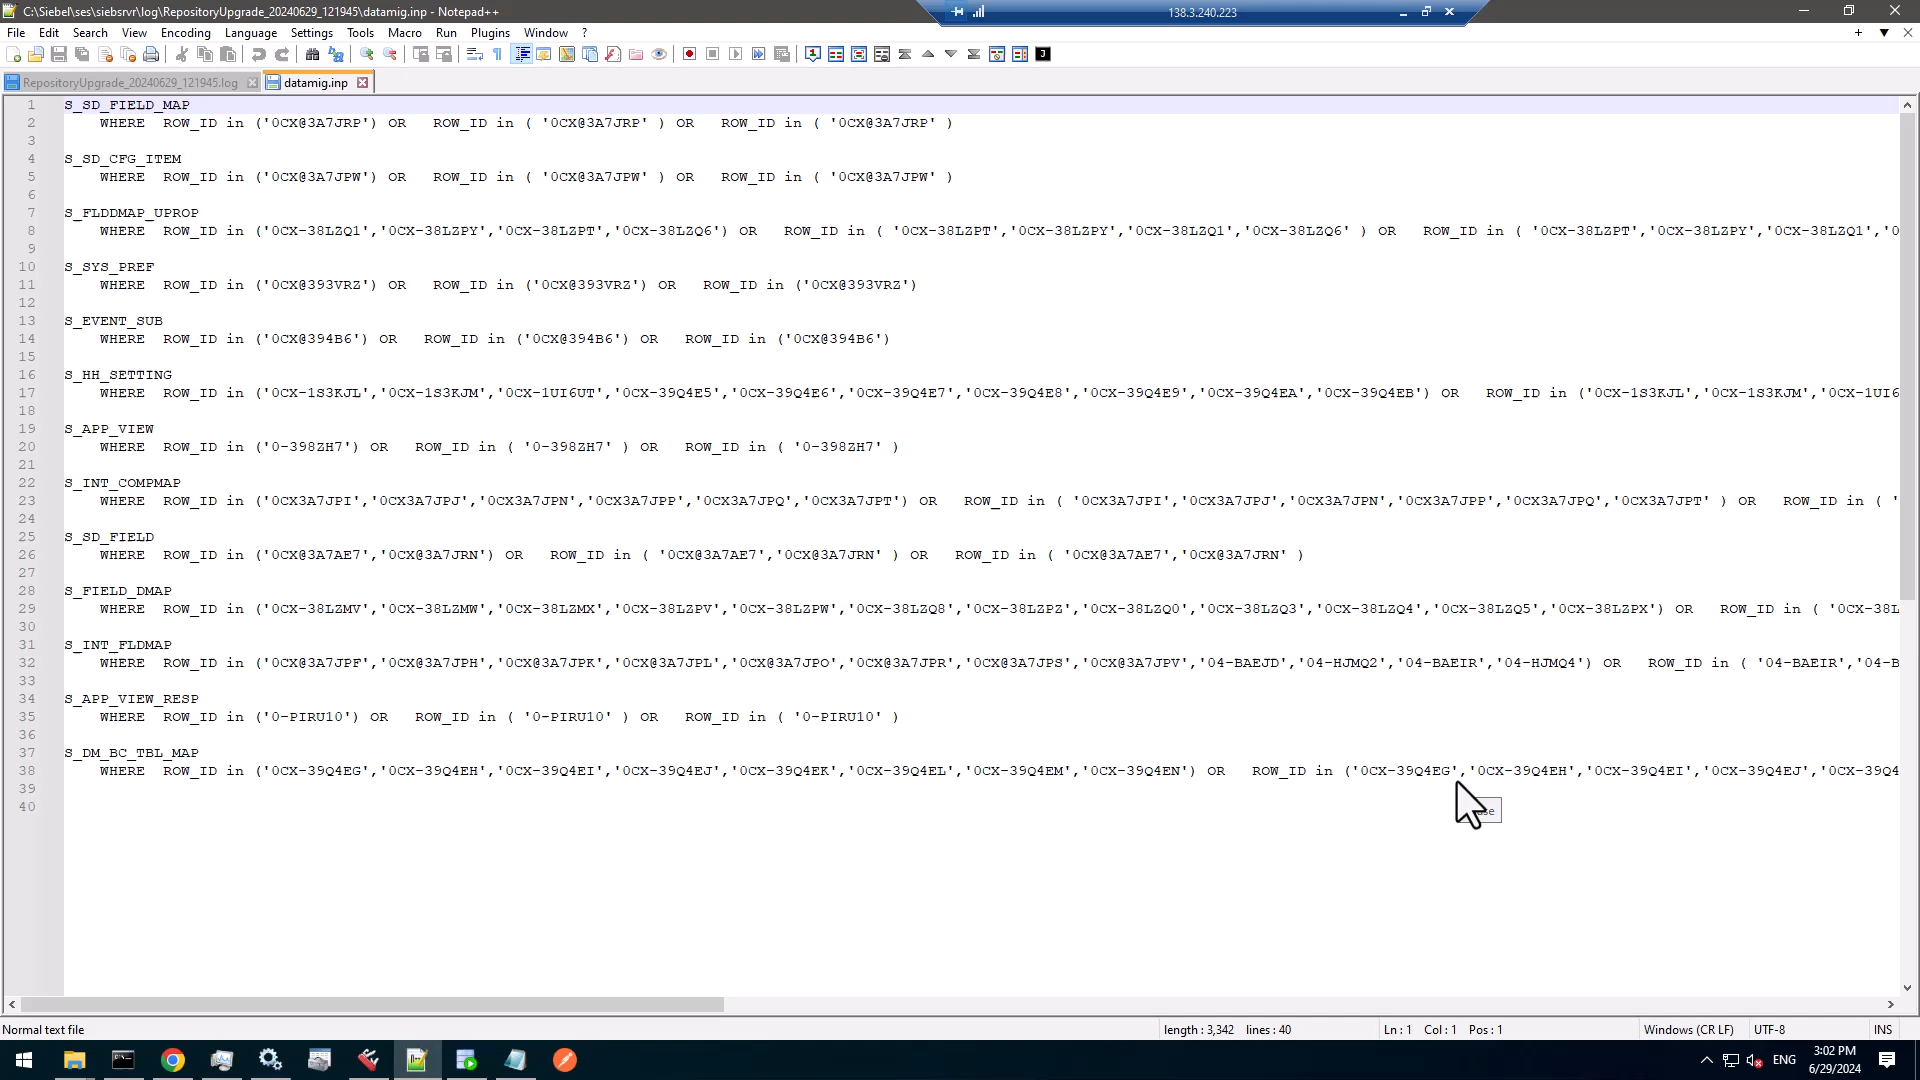 C:\Siebel\ses\siebsrvr\log\RepositoryUpgrade_20240629_121945\datamig.inp - Notepad++
138.3.240.223
File Edit Search View Encoding Language Settings Tools Macro Run Plugins Window ?
RepositoryUpgrade_20240629_121945.log datamig.inp
1 S_SD_FIELD_MAP
2 WHERE ROW_ID in ('0CX@3A7JRP') OR ROW_ID in ( '0CX@3A7JRP' ) OR ROW_ID in ( '0CX@3A7JRP' )
3
4 S_SD_CFG_ITEM
5 WHERE ROW_ID in ('0CX@3A7JPW') OR ROW_ID in ( '0CX@3A7JPW' ) OR ROW_ID in ( '0CX@3A7JPW' )
6
7 S_FLDDMAP_UPROP
8 WHERE ROW_ID in ('0CX-38LZQ1','0CX-38LZPY','0CX-38LZPT','0CX-38LZQ6') OR ROW_ID in ( '0CX-38LZPT','0CX-38LZPY','0CX-38LZQ1','0CX-38LZQ6' ) OR ROW_ID in ( '0CX-38LZPT','0CX-38LZPY','0CX-38LZQ1','0
9
10 S_SYS_PREF
11 WHERE ROW_ID in ('0CX@393VRZ') OR ROW_ID in ('0CX@393VRZ') OR ROW_ID in ('0CX@393VRZ')
12
13 S_EVENT_SUB
14 WHERE ROW_ID in ('0CX@394B6') OR ROW_ID in ('0CX@394B6') OR ROW_ID in ('0CX@394B6')
15
16 S_HH_SETTING
17 WHERE ROW_ID in ('0CX-1S3KJL','0CX-1S3KJM','0CX-1UI6UT','0CX-39Q4E5','0CX-39Q4E6','0CX-39Q4E7','0CX-39Q4E8','0CX-39Q4E9','0CX-39Q4EA','0CX-39Q4EB') OR ROW_ID in ('0CX-1S3KJL','0CX-1S3KJM','0CX-1UI6
18
19 S_APP_VIEW
20 WHERE ROW_ID in ('0-398ZH7') OR ROW_ID in ( '0-398ZH7' ) OR ROW_ID in ( '0-398ZH7' )
21
22 S_INT_COMPMAP
23 WHERE ROW_ID in ('0CX3A7JPI','0CX3A7JPJ','0CX3A7JPN','0CX3A7JPP','0CX3A7JPQ','0CX3A7JPT') OR ROW_ID in ( '0CX3A7JPI','0CX3A7JPJ','0CX3A7JPN','0CX3A7JPP','0CX3A7JPQ','0CX3A7JPT' ) OR ROW_ID in ( '
24
25 S_SD_FIELD
26 WHERE ROW_ID in ('0CX@3A7AE7','0CX@3A7JRN') OR ROW_ID in ( '0CX@3A7AE7','0CX@3A7JRN' ) OR ROW_ID in ( '0CX@3A7AE7','0CX@3A7JRN' )
27
28 S_FIELD_DMAP
29 WHERE ROW_ID in ('0CX-38LZMV','0CX-38LZMW','0CX-38LZMX','0CX-38LZPV','0CX-38LZPW','0CX-38LZQ8','0CX-38LZPZ','0CX-38LZQ0','0CX-38LZQ3','0CX-38LZQ4','0CX-38LZQ5','0CX-38LZPX') OR ROW_ID in ( '0CX-38L
30
31 S_INT_FLDMAP
32 WHERE ROW_ID in ('0CX@3A7JPF','0CX@3A7JPH','0CX@3A7JPK','0CX@3A7JPL','0CX@3A7JPO','0CX@3A7JPR','0CX@3A7JPS','0CX@3A7JPV','04-BAEJD','04-HJMQ2','04-BAEIR','04-HJMQ4') OR ROW_ID in ( '04-BAEIR','04-B
33
34 S_APP_VIEW_RESP
35 WHERE ROW_ID in ('0-PIRU10') OR ROW_ID in ( '0-PIRU10' ) OR ROW_ID in ( '0-PIRU10' )
36
37 S_DM_BC_TBL_MAP
38 WHERE ROW_ID in ('0CX-39Q4EG','0CX-39Q4EH','0CX-39Q4EI','0CX-39Q4EJ','0CX-39Q4EK','0CX-39Q4EL','0CX-39Q4EM','0CX-39Q4EN') OR ROW_ID in ('0CX-39Q4EG','0CX-39Q4EH','0CX-39Q4EI','0CX-39Q4EJ','0CX-39Q4
39
40
Normal text file length : 3,342 lines : 40 Ln : 1 Col : 1 Pos : 1 Windows (CR LF) UTF-8 INS
ENG 3:02 PM
6/29/2024